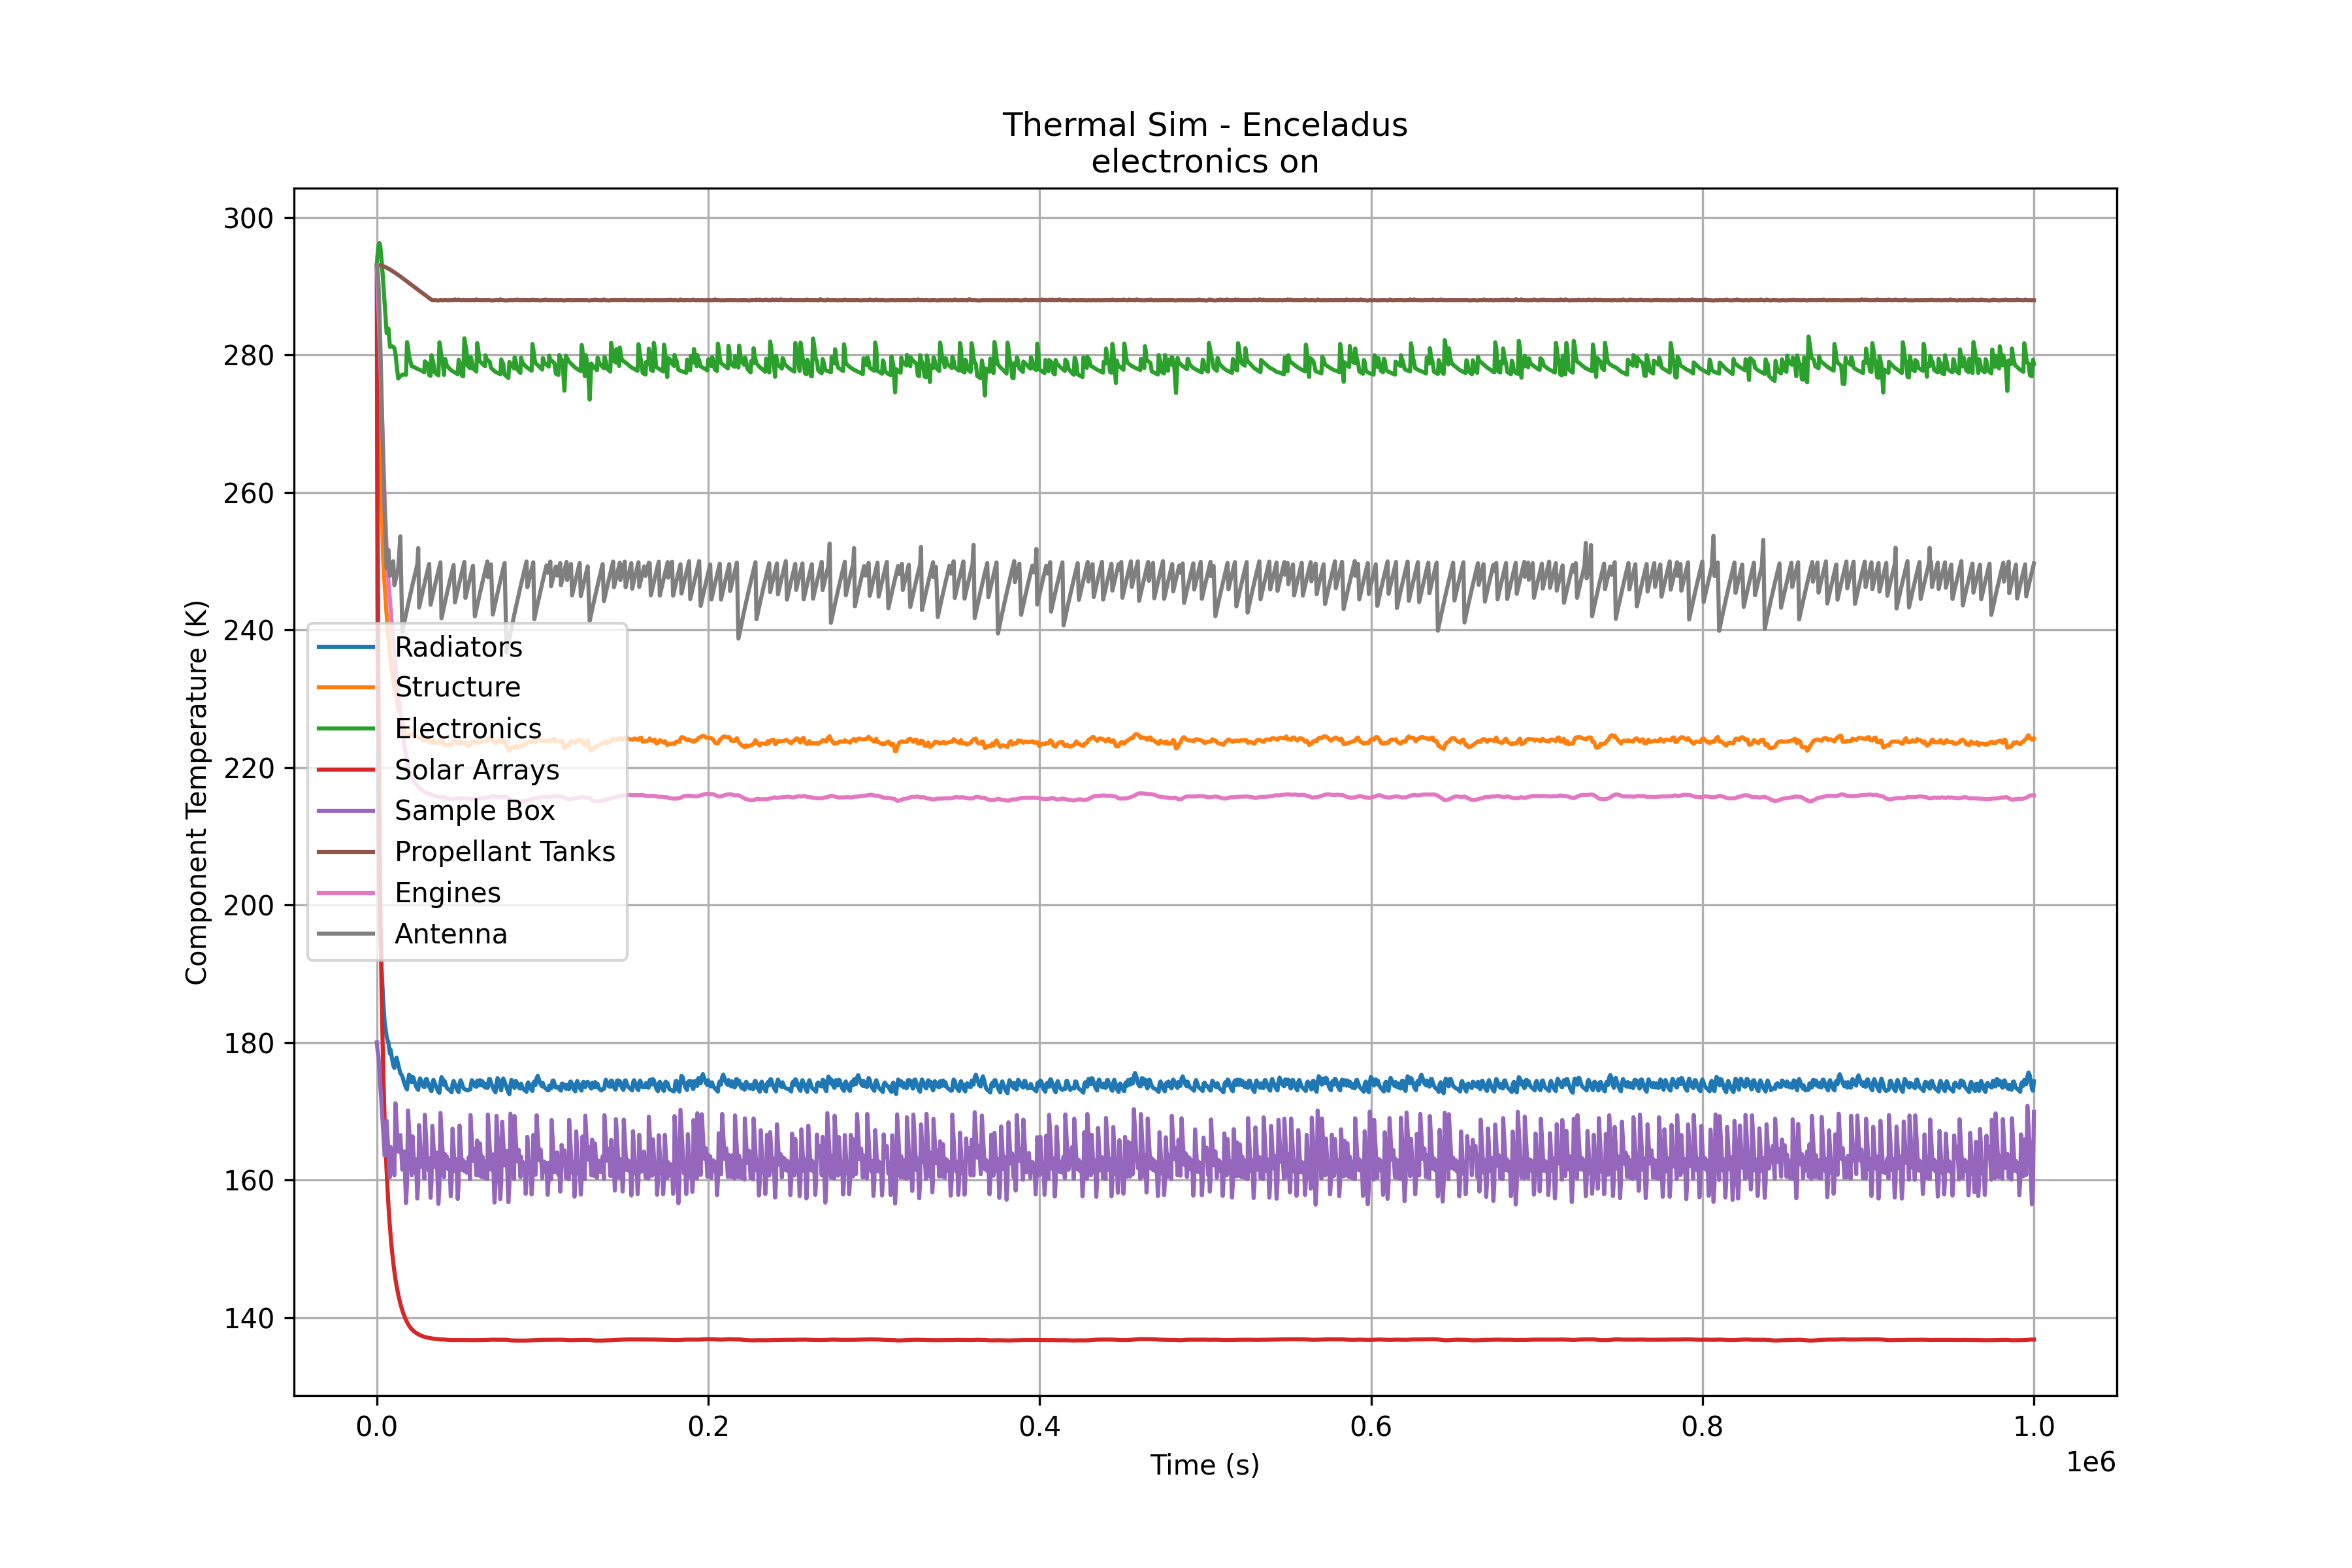 Thermal Sim - Enceladus
electronics on
Component Temperature (K)
300
280
260
240
220
200
180
160
140
Radiators
Structure
Electronics
Solar Arrays
Sample Box
Propellant Tanks
Engines
Antenna
0.0 0.2 0.4 0.6 0.8 1.0
1e6
Time (s)